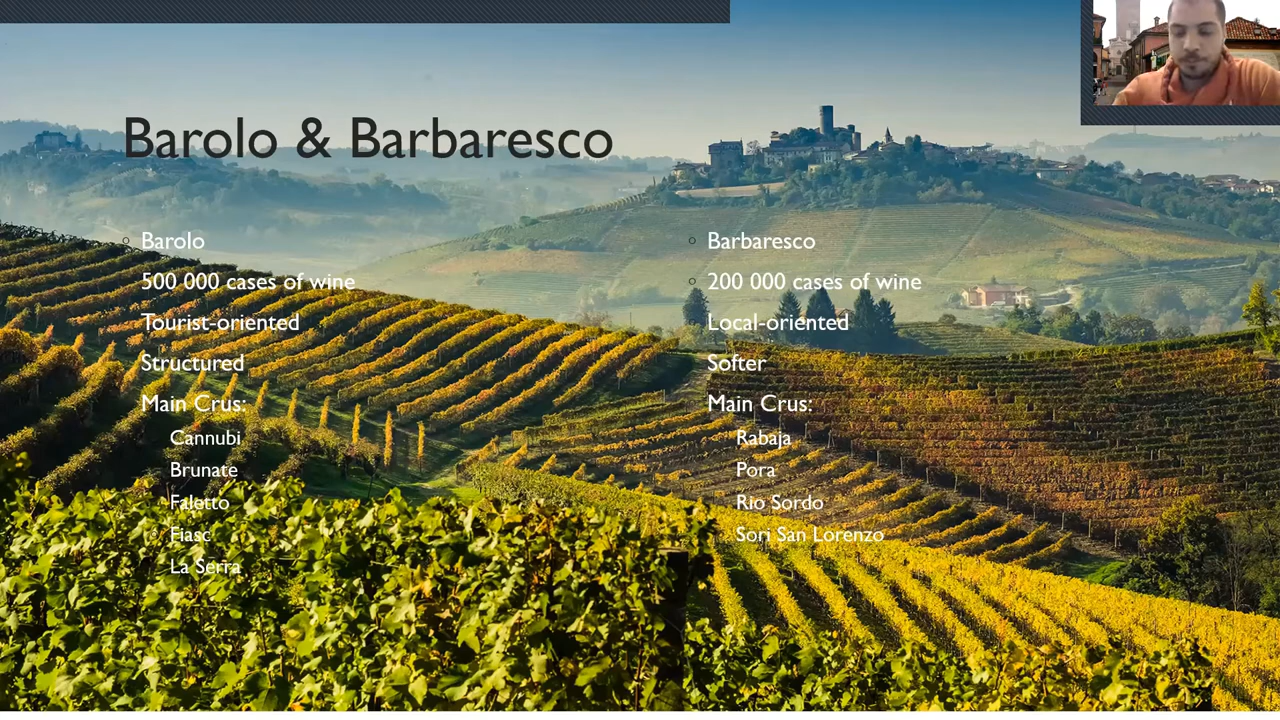 Barolo & Barbaresco
Barolo
500 000 cases of wine
Tourist-oriented
Structured
Main Crus:
Cannubi
Brunate
Faletto
Fiasc
La Serra
Barbaresco
200 000 cases of wine
Local-oriented
Softer
Main Crus:
Rabaja
Pora
Rio Sordo
Sori San Lorenzo